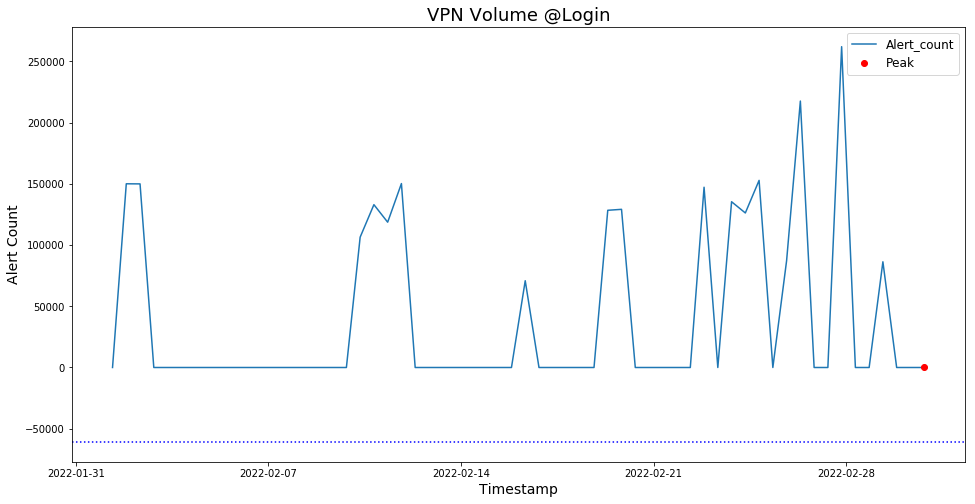 VPN Volume @Login
Alert_count
Peak
Alert Count
250000
200000
150000
100000
50000
0
−50000
2022-01-31
2022-02-07
2022-02-14
2022-02-21
2022-02-28
Timestamp